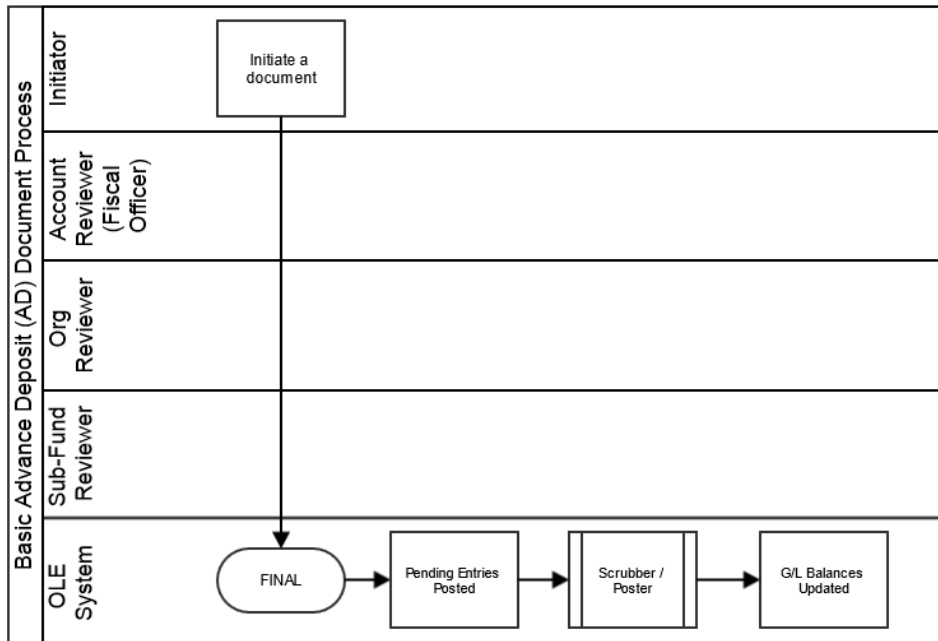 Basic Advance Deposit (AD) Document Process
Initiator
Initiate a
document
Account
Reviewer
(Fiscal
Officer)
Org
Reviewer
Sub-Fund
Reviewer
OLE
System
FINAL
Pending Entries
Posted
Scrubber /
Poster
G/L Balances
Updated